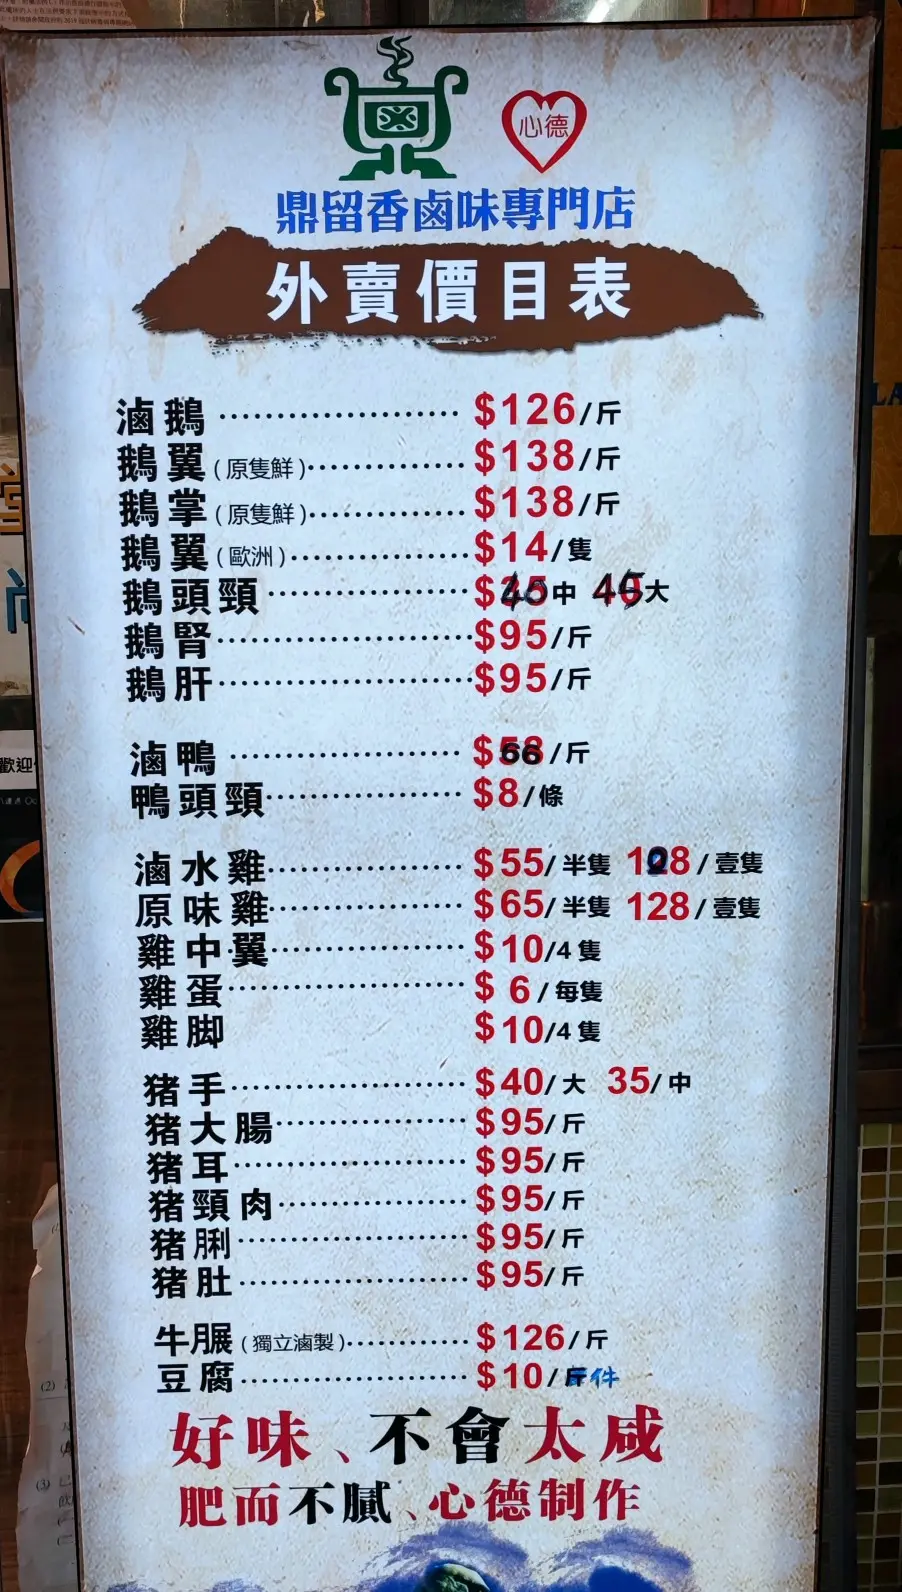 心德
鼎留香鹵味專門店
外賣價目表
滷鵝 $126/斤
鵝翼(原隻鮮) $138/斤
鵝掌(原隻鮮) $138/斤
鵝翼(歐洲) $14/隻
鵝頭頸 $40中 45大
鵝腎 $95/斤
鵝肝 $95/斤
滷鴨 $66/斤
鴨頭頸 $8/條
滷水雞 $55/半隻 108/壹隻
原味雞 $65/半隻 128/壹隻
雞中翼 $10/4隻
雞蛋 $6/每隻
雞脚 $10/4隻
猪手 $40/大 35/中
猪大腸 $95/斤
猪耳 $95/斤
猪頸肉 $95/斤
猪脷 $95/斤
猪肚 $95/斤
牛𦟌(獨立滷製) $126/斤
豆腐 $10/件
好味、不會太咸
肥而不膩、心德制作
歡迎
(2)
(3)